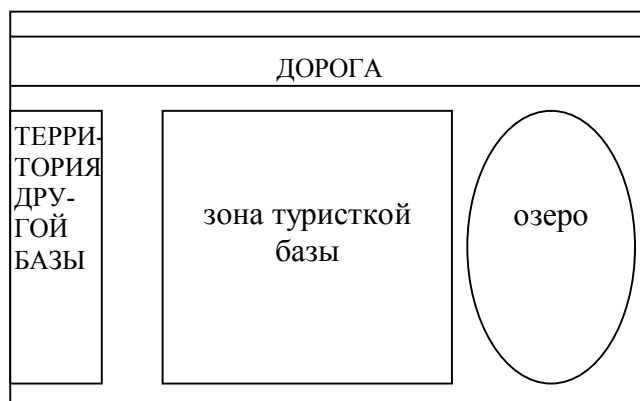 ДОРОГА
ТЕРРИ-
ТОРИЯ
ДРУ-
ГОЙ
БАЗЫ
зона туристкой
базы
озеро